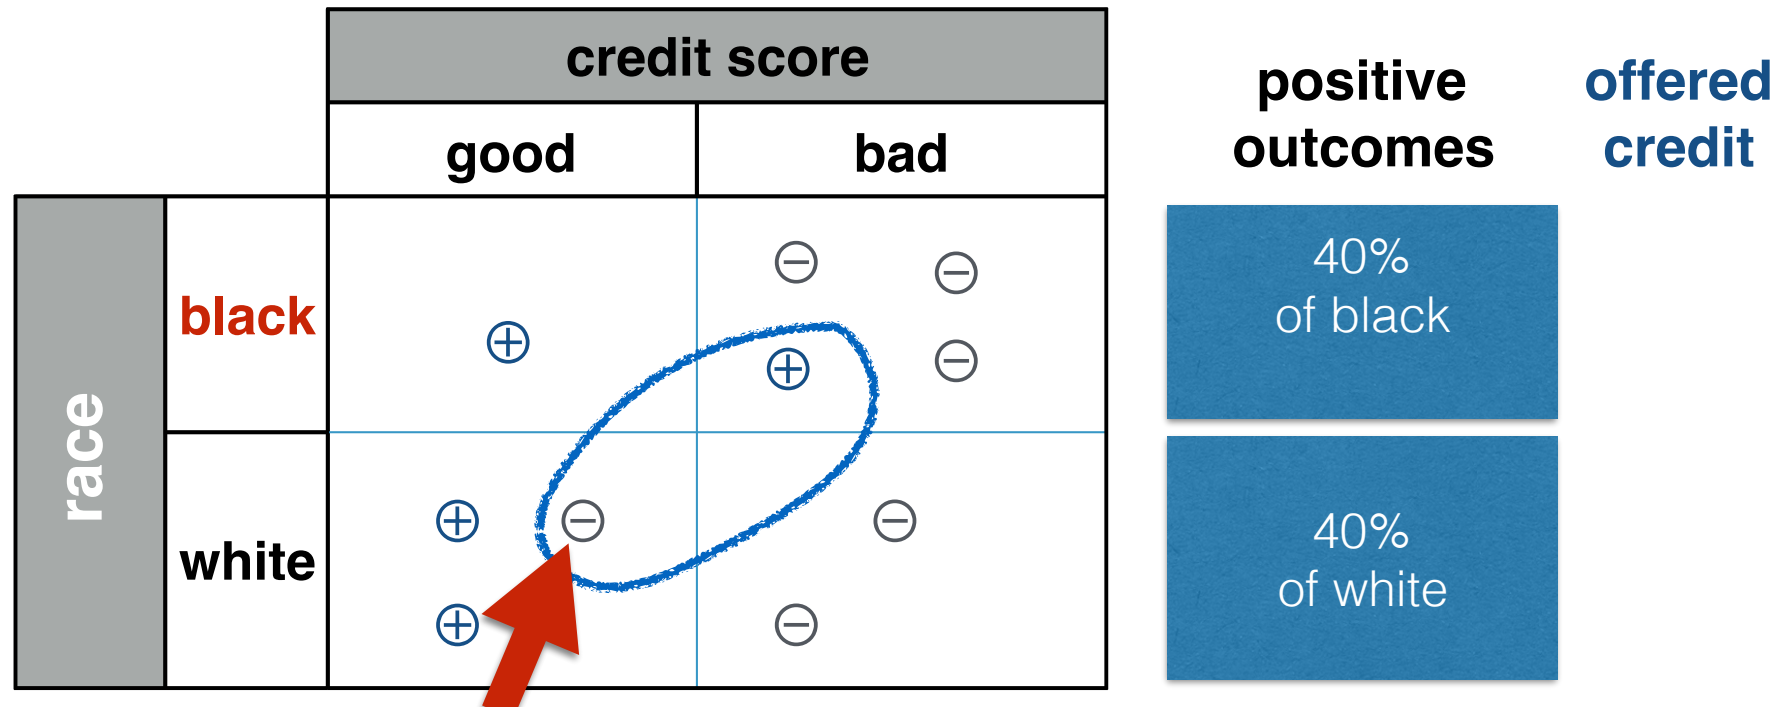 credit score
good
bad
positive
outcomes
offered
credit
race
black
white
40%
of black
40%
of white